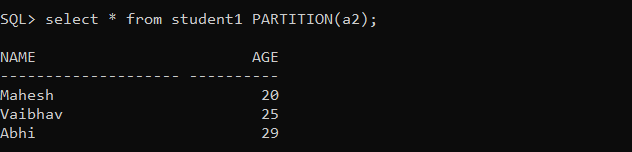 SQL> select * from student1 PARTITION(a2);
NAME                        AGE
-------------------- ----------
Mahesh                       20
Vaibhav                      25
Abhi                         29